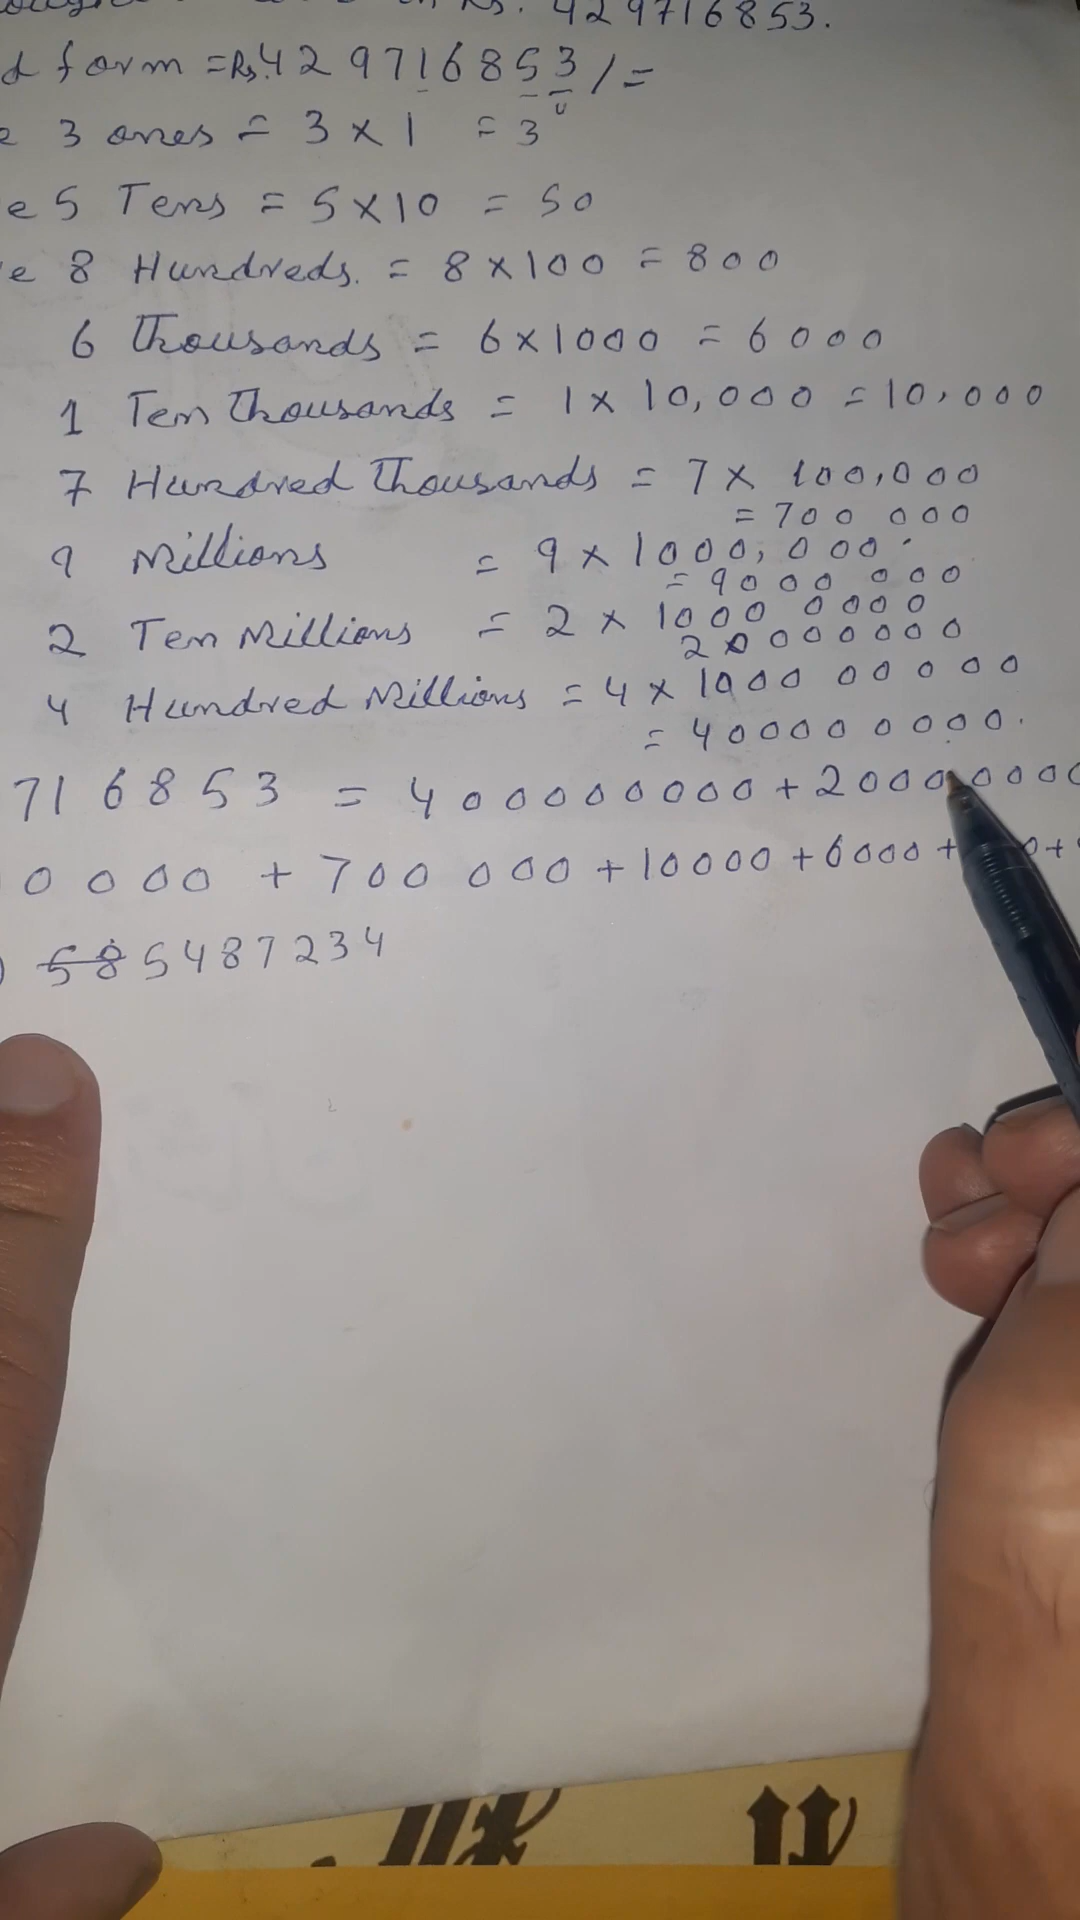 Rs. 429716853.
d form = Rs. 429716853/=
e 3 ones = 3 x 1 = 3
e 5 Tens = 5 x 10 = 50
e 8 Hundreds. = 8 x 100 = 800
6 Thousands = 6 x 1000 = 6000
1 Ten Thousands = 1 x 10,000 = 10,000
7 Hundred Thousands = 7 x 100,000
= 700 000
9 Millions = 9 x 1000,000.
= 9000 000
2 Ten Millions = 2 x 1000 0000
20000000
4 Hundred Millions = 4 x 1000 00000
= 400000000.
716853 = 400000000 + 20000000
0000 + 700 000 + 10000 + 6000 +
) 585487234